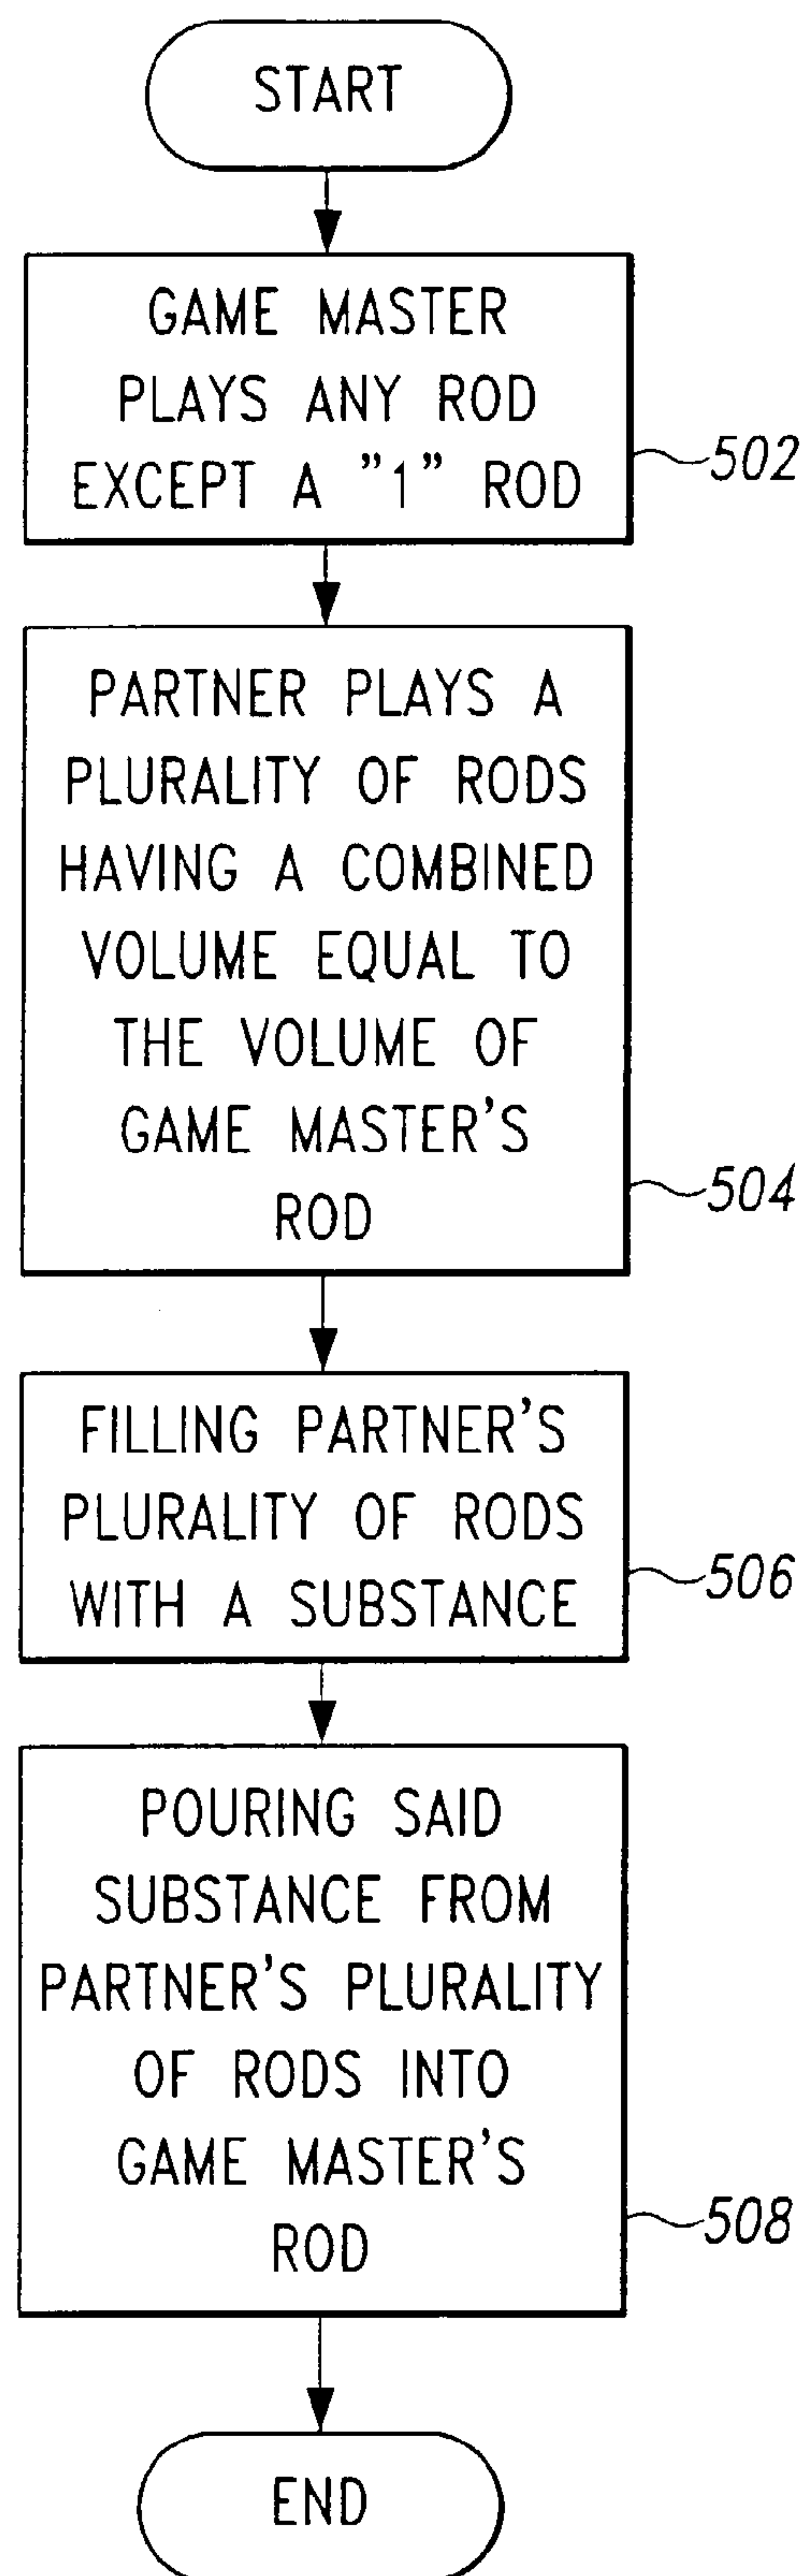 START
GAME MASTER
PLAYS ANY ROD
EXCEPT A "1" ROD
502
PARTNER PLAYS A
PLURALITY OF RODS
HAVING A COMBINED
VOLUME EQUAL TO
THE VOLUME OF
GAME MASTER'S
ROD
504
FILLING PARTNER'S
PLURALITY OF RODS
WITH A SUBSTANCE
506
POURING SAID
SUBSTANCE FROM
PARTNER'S PLURALITY
OF RODS INTO
GAME MASTER'S
ROD
508
END